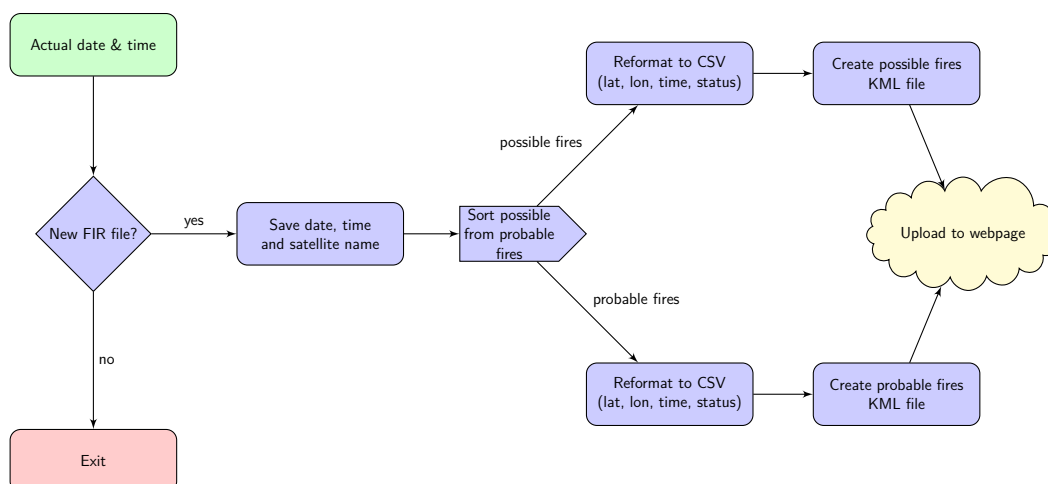 Actual date & time
New FIR file?
yes
no
Exit
Save date, time
and satellite name
Sort possible
from probable
fires
possible fires
probable fires
Reformat to CSV
(lat, lon, time, status)
Create possible fires
KML file
Reformat to CSV
(lat, lon, time, status)
Create probable fires
KML file
Upload to webpage